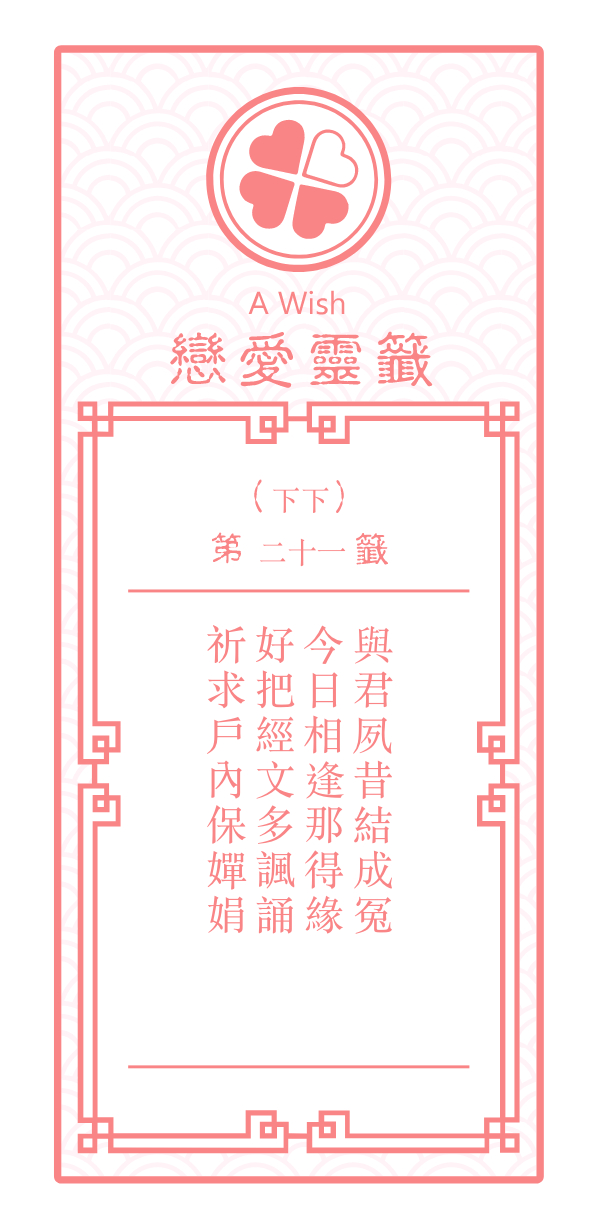 A Wish
戀愛靈籤
（下下）
第 二十一 籤
與君夙昔結成冤
今日相逢那得緣
好把經文多諷誦
祈求戶內保嬋娟